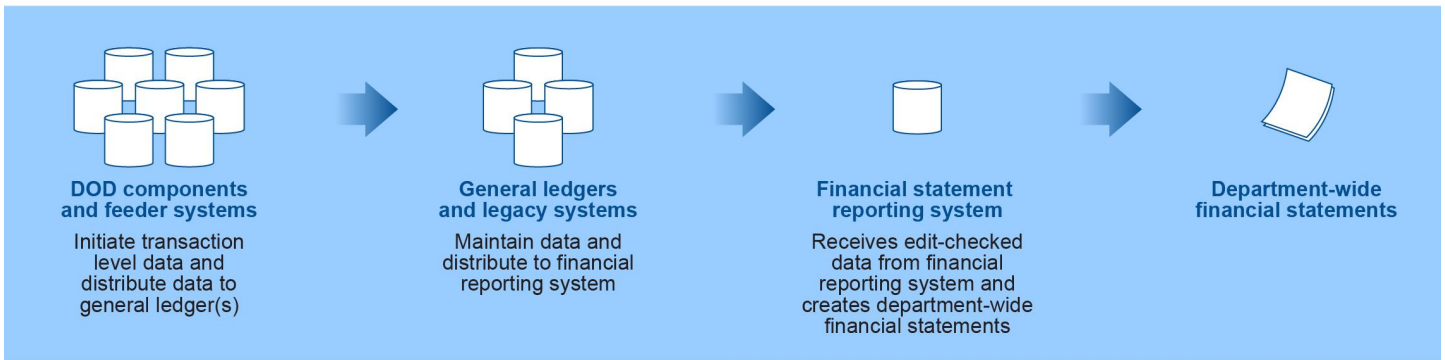 DOD components
and feeder systems
Initiate transaction
level data and
distribute data to
general ledger(s)
General ledgers
and legacy systems
Maintain data and
distribute to financial
reporting system
Financial statement
reporting system
Receives edit-checked
data from financial
reporting system and
creates department-wide
financial statements
Department-wide
financial statements